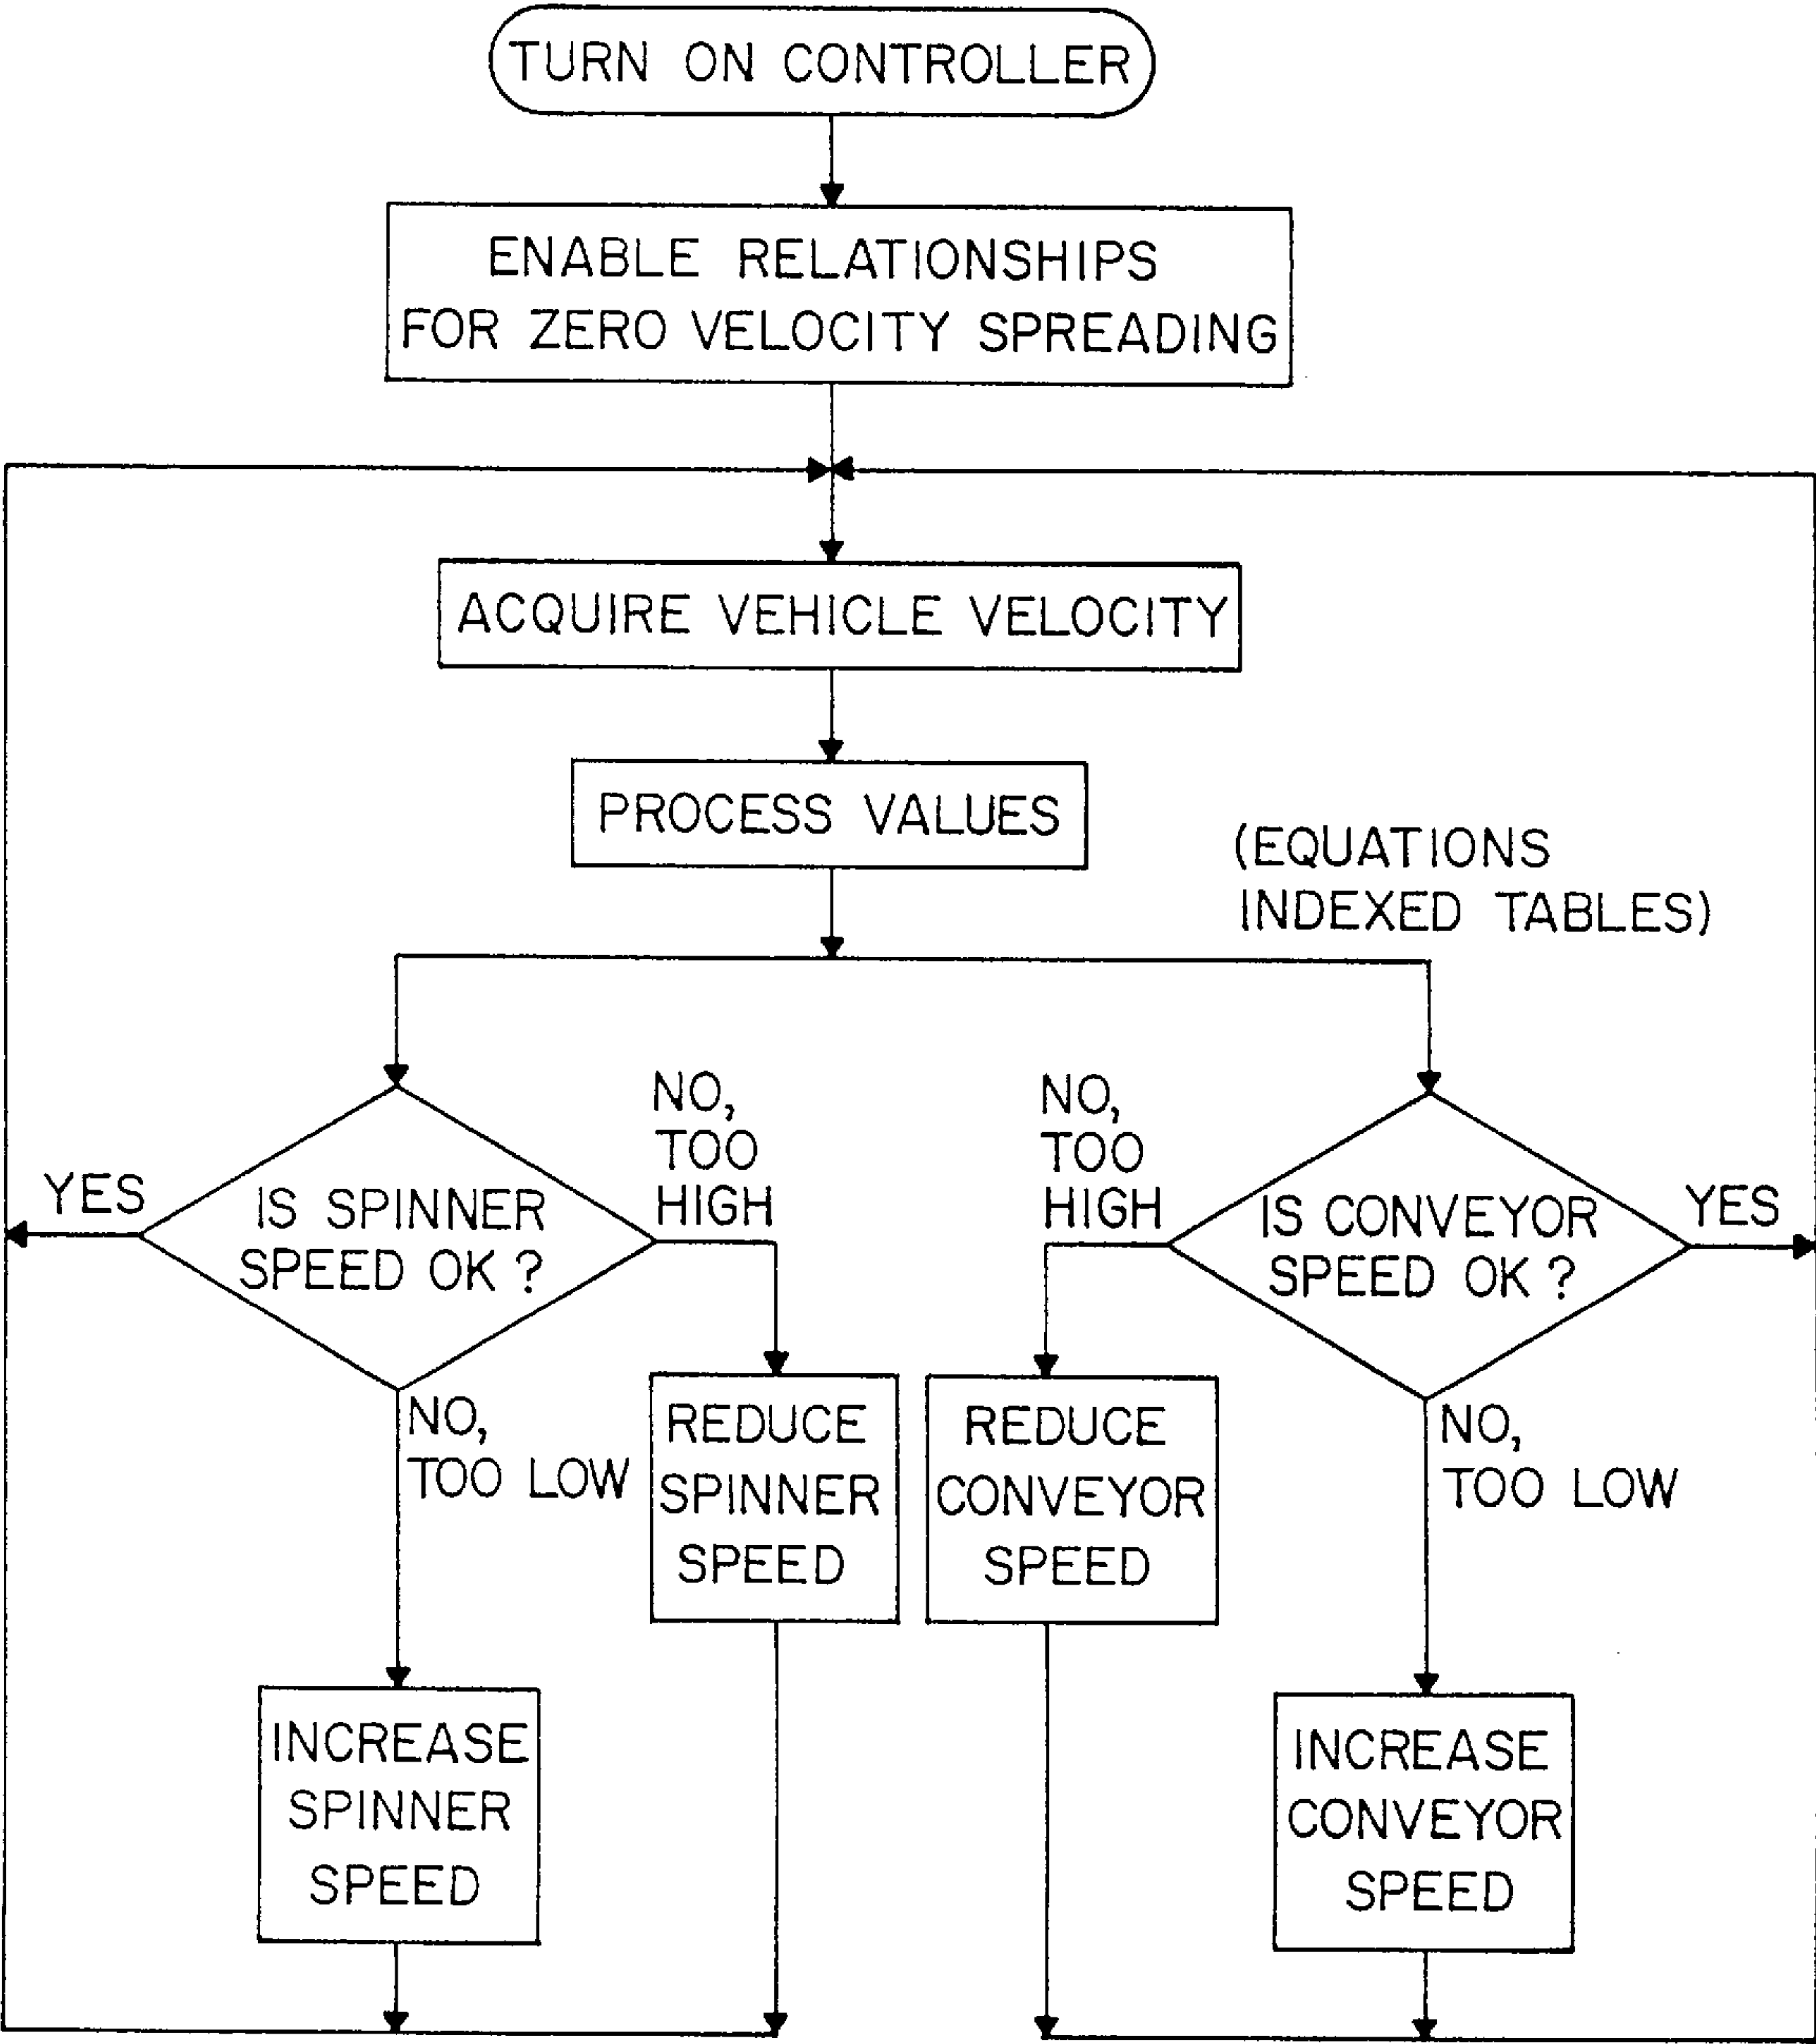 TURN ON CONTROLLER
ENABLE RELATIONSHIPS
FOR ZERO VELOCITY SPREADING
ACQUIRE VEHICLE VELOCITY
PROCESS VALUES
(EQUATIONS
INDEXED TABLES)
YES
IS SPINNER
SPEED OK ?
NO,
TOO
HIGH
NO,
TOO
HIGH
IS CONVEYOR
SPEED OK ?
YES
NO,
TOO LOW
REDUCE
SPINNER
SPEED
REDUCE
CONVEYOR
SPEED
NO,
TOO LOW
INCREASE
SPINNER
SPEED
INCREASE
CONVEYOR
SPEED